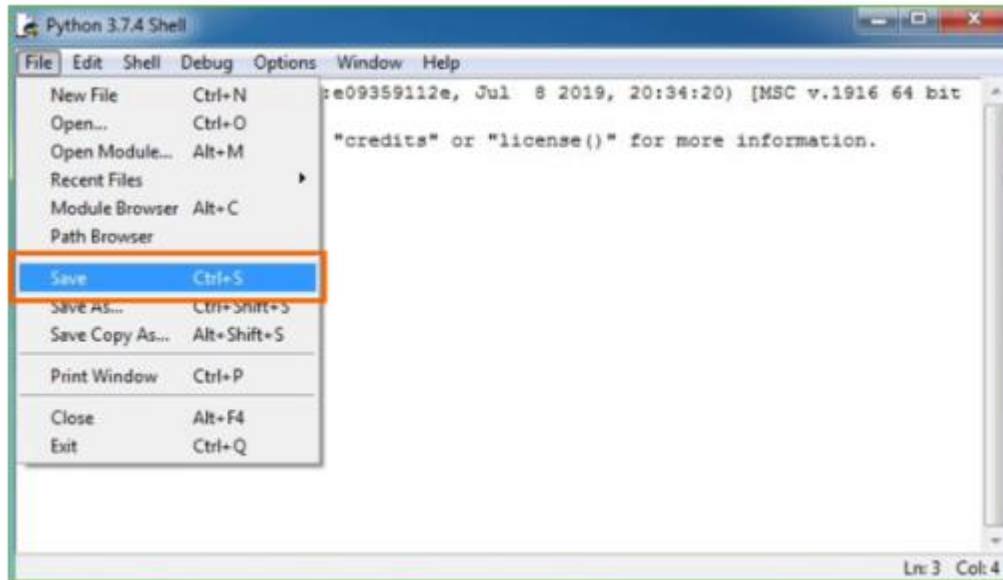 Python 3.7.4 Shell
File Edit Shell Debug Options Window Help
:e09359112e, Jul 8 2019, 20:34:20) [MSC v.1916 64 bit
"credits" or "license()" for more information.
New File Ctrl+N
Open... Ctrl+O
Open Module... Alt+M
Recent Files
Module Browser Alt+C
Path Browser
Save Ctrl+S
Save As... Ctrl+Shift+S
Save Copy As... Alt+Shift+S
Print Window Ctrl+P
Close Alt+F4
Exit Ctrl+Q
Ln: 3 Col: 4